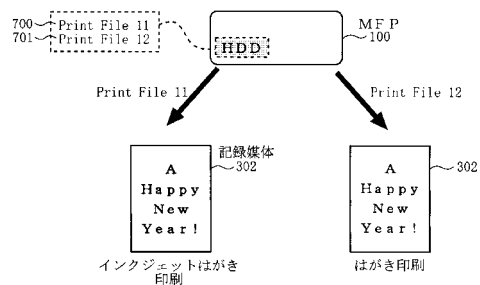 700
Print File 11
701
Print File 12
MFP
100
HDD
Print File 11
Print File 12
記録媒体
302
302
A
Happy
New
Year!
A
Happy
New
Year!
インクジェットはがき
印刷
はがき印刷